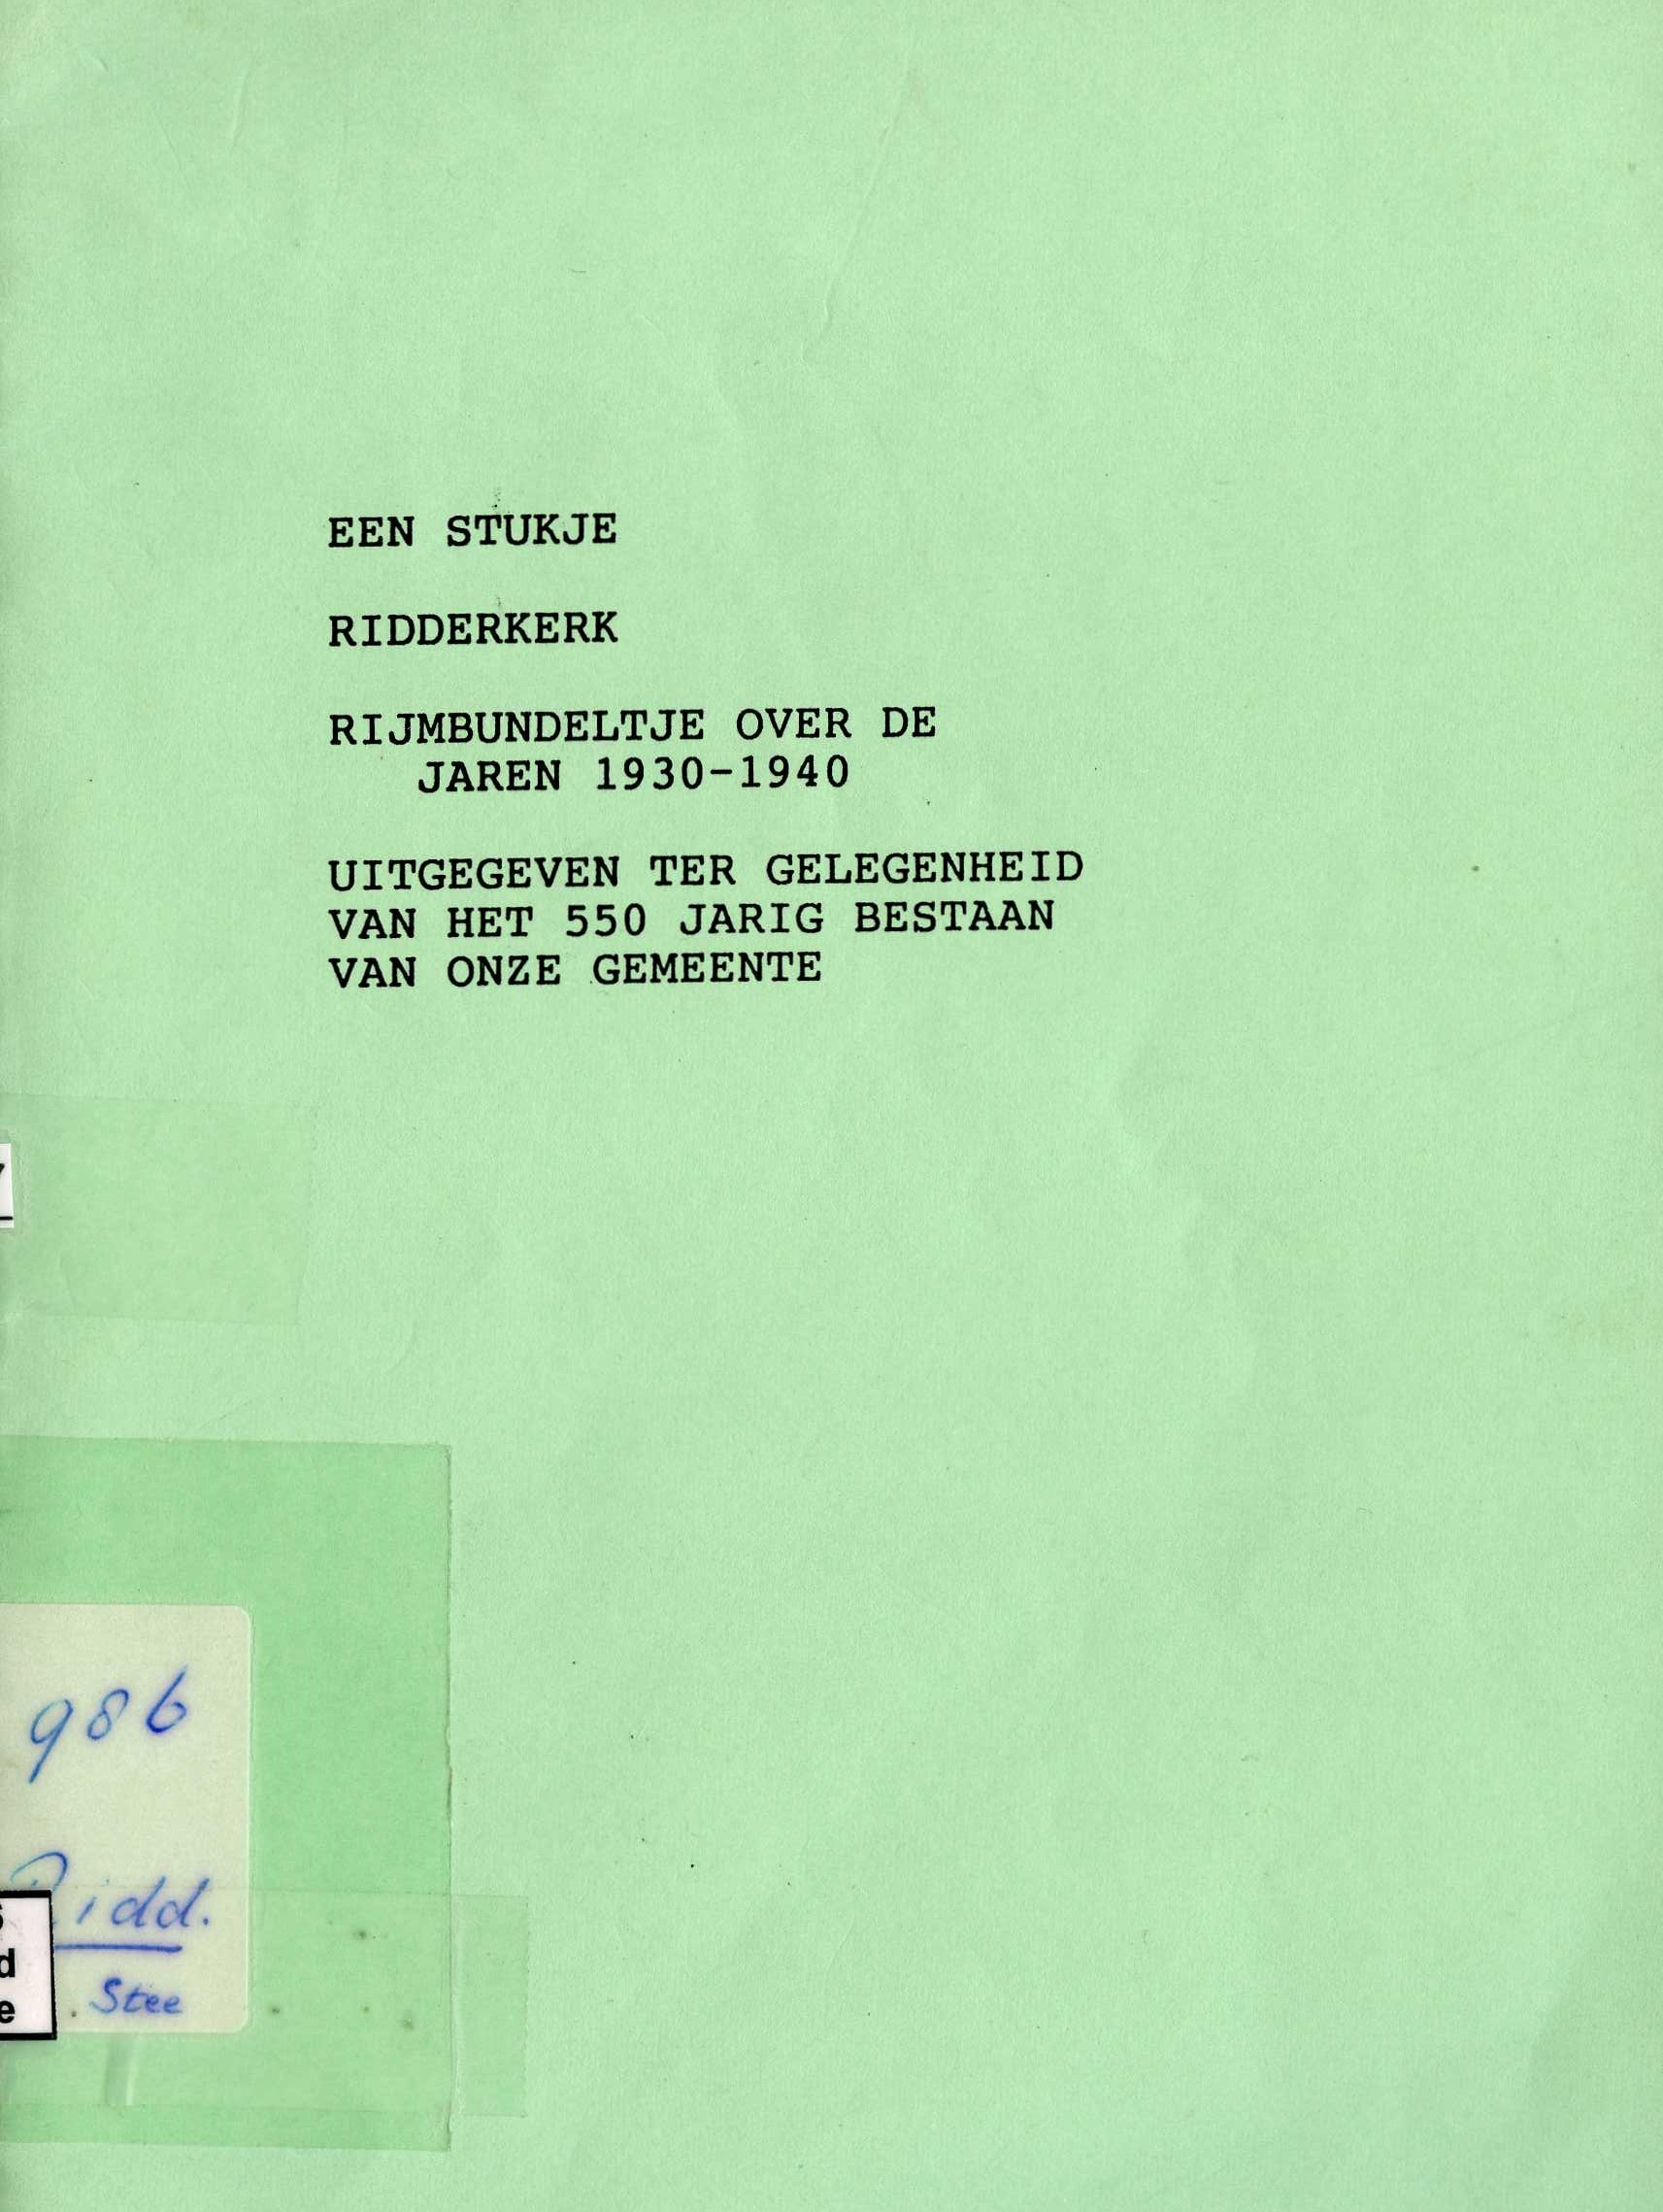 EEN STUKJE
RIDDERKERK
RIJMBUNDELTJE OVER DE
JAREN 1930-1940
UITGEGEVEN TER GELEGENHEID
VAN HET 550 JARIG BESTAAN
VAN ONZE GEMEENTE
986
Ridd.
d
e
Stee